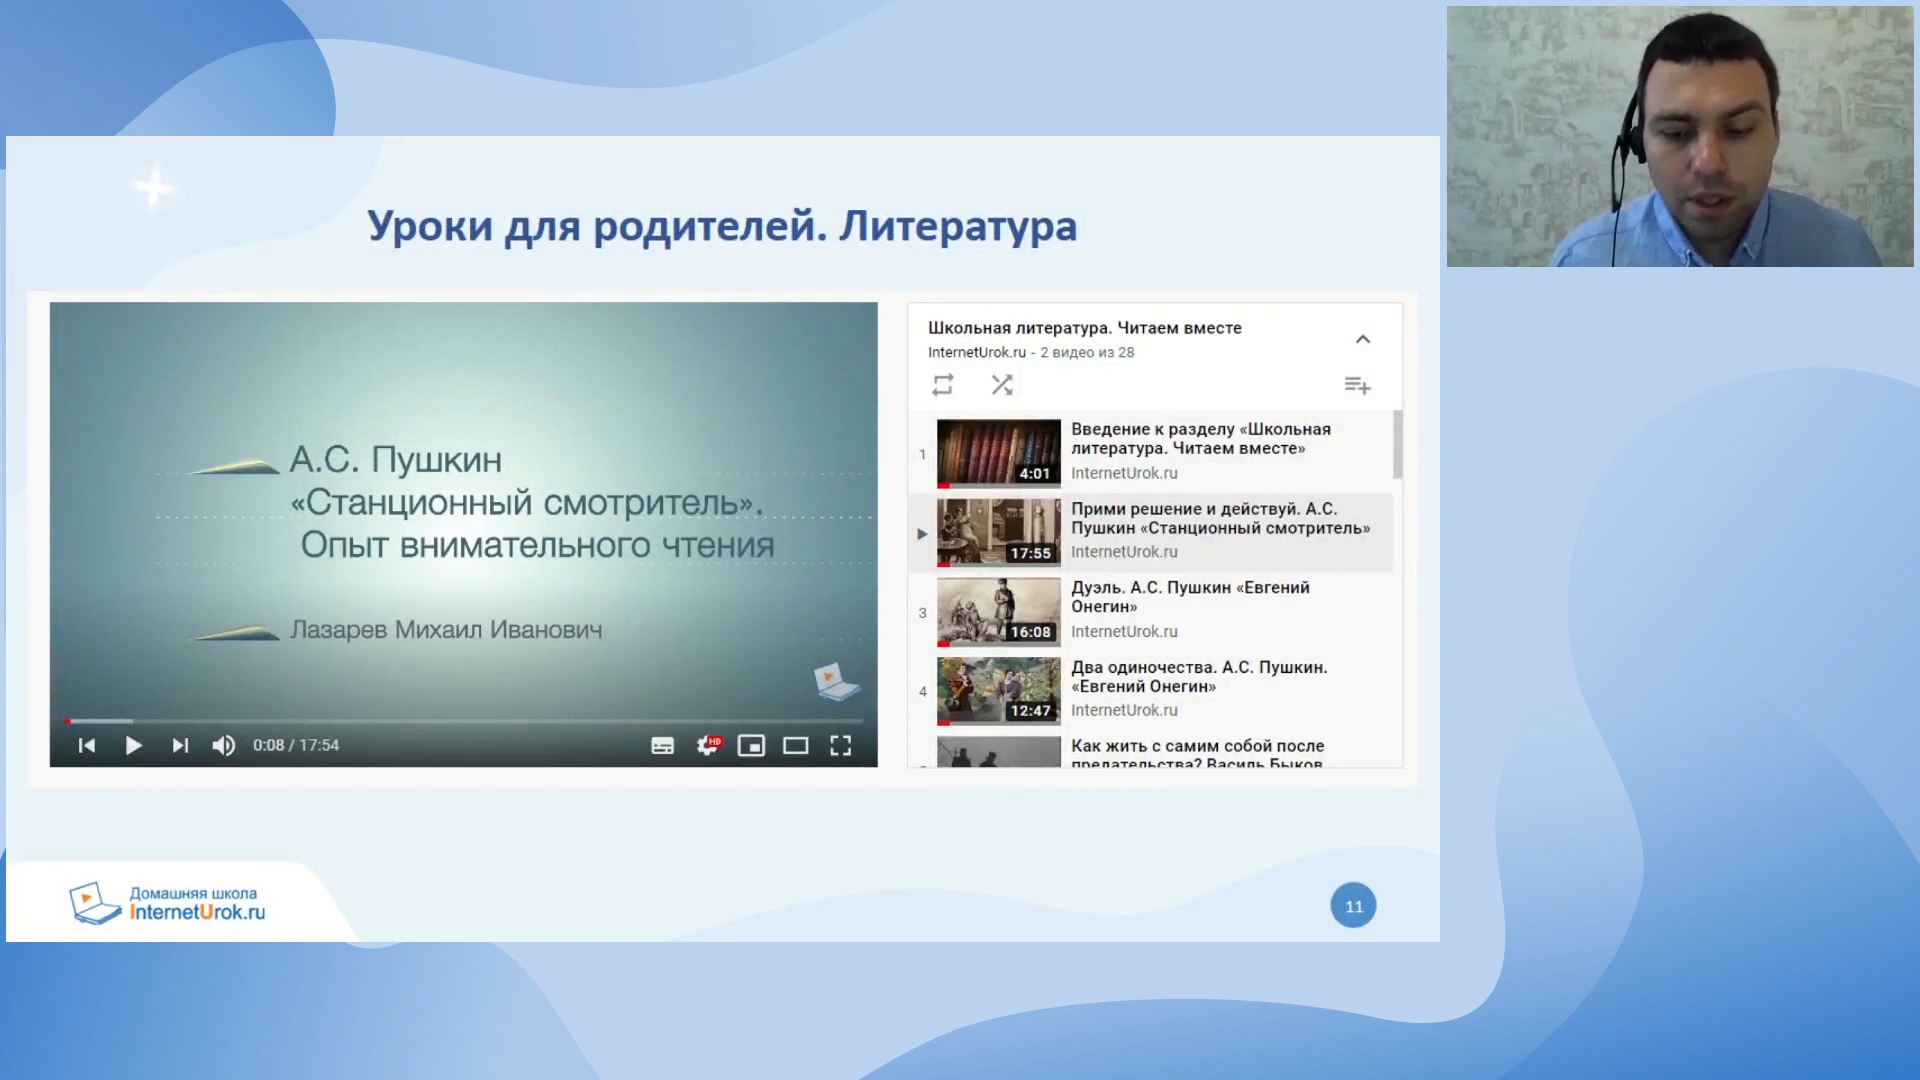 Уроки для родителей. Литература
А.С. Пушкин
«Станционный смотритель».
Опыт внимательного чтения
Лазарев Михаил Иванович
0:08 / 17:54
HD
Школьная литература. Читаем вместе
InternetUrok.ru - 2 видео из 28
1
4:01
Введение к разделу «Школьная
литература. Читаем вместе»
InternetUrok.ru
17:55
Прими решение и действуй. А.С.
Пушкин «Станционный смотритель»
InternetUrok.ru
3
16:08
Дуэль. А.С. Пушкин «Евгений
Онегин»
InternetUrok.ru
4
12:47
Два одиночества. А.С. Пушкин.
«Евгений Онегин»
InternetUrok.ru
Как жить с самим собой после
предательства? Василь Быков
Домашняя школа
InternetUrok.ru
11